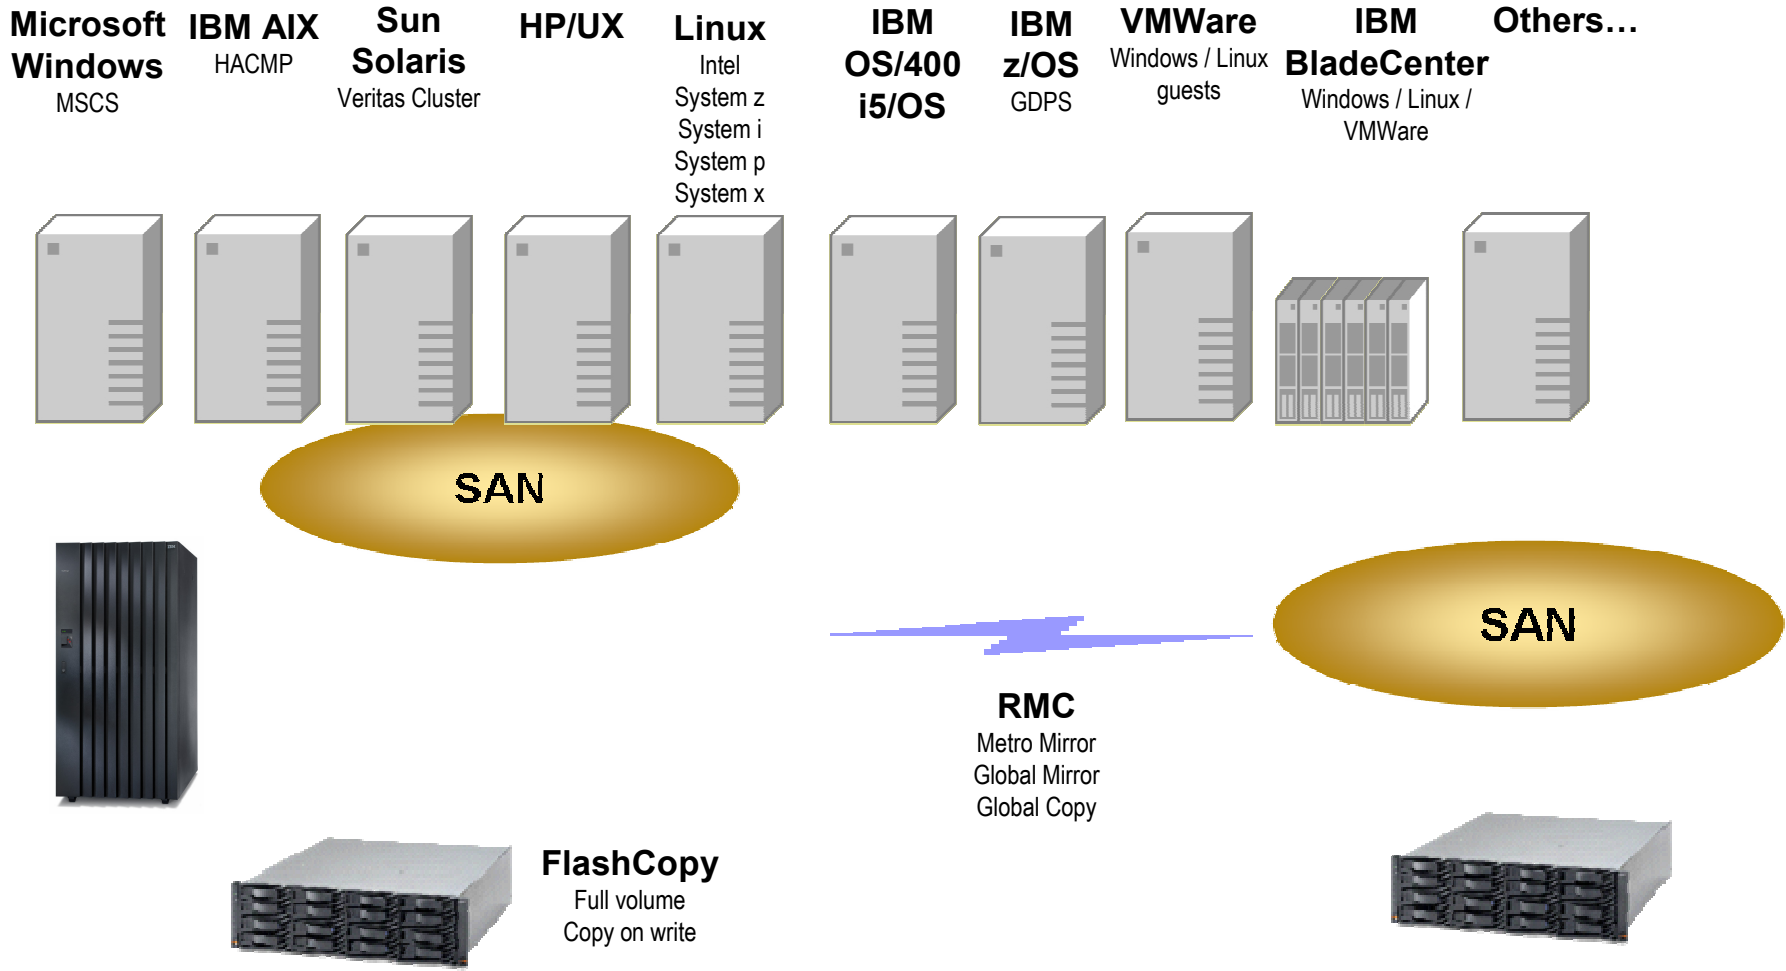 Microsoft
Windows
MSCS
IBM AIX
HACMP
Sun
Solaris
Veritas Cluster
HP/UX
Linux
Intel
System z
System i
System p
System x
IBM
OS/400
i5/OS
IBM
z/OS
GDPS
VMWare
Windows / Linux
guests
IBM
BladeCenter
Windows / Linux /
VMWare
Others…
SAN
SAN
RMC
Metro Mirror
Global Mirror
Global Copy
FlashCopy
Full volume
Copy on write